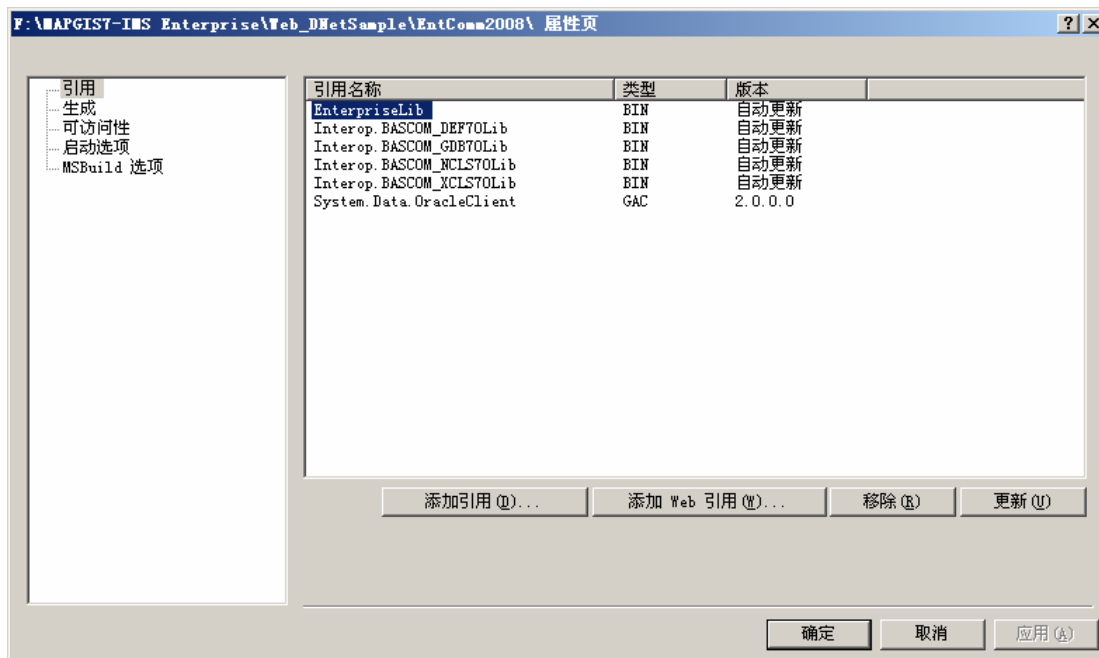 F:\MAPGIS7-IMS Enterprise\Web_DNetSample\EntComm2008\ 属性页
引用
生成
可访问性
启动选项
MSBuild 选项
引用名称 类型 版本
EnterpriseLib BIN 自动更新
Interop.BASCOM_DEF70Lib BIN 自动更新
Interop.BASCOM_GDB70Lib BIN 自动更新
Interop.BASCOM_NCLS70Lib BIN 自动更新
Interop.BASCOM_XCLS70Lib BIN 自动更新
System.Data.OracleClient GAC 2.0.0.0
添加引用(D)... 添加 Web 引用(W)... 移除(R) 更新(U)
确定 取消 应用(A)